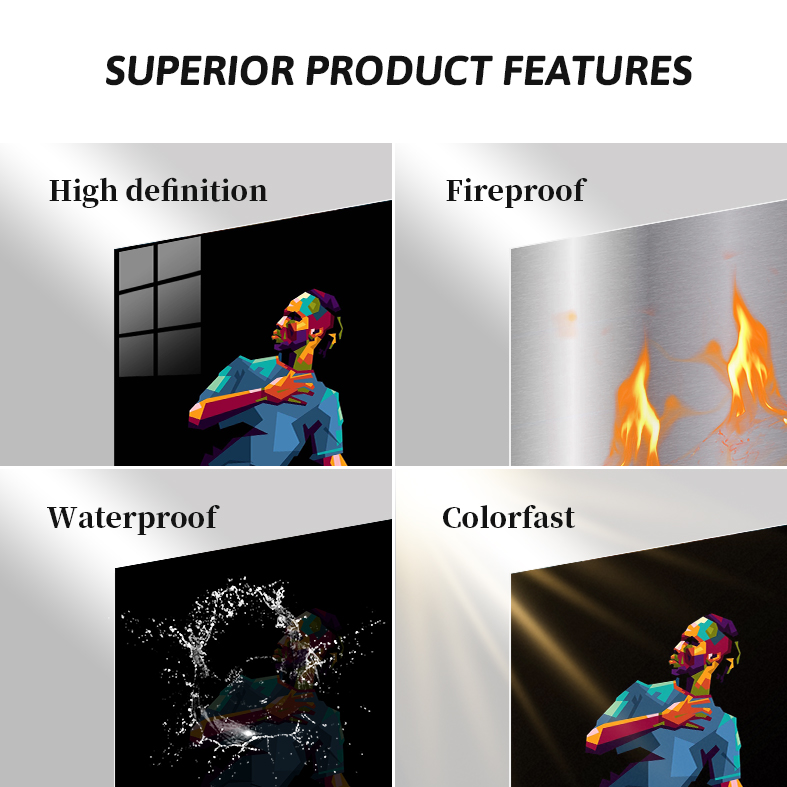 SUPERIOR PRODUCT FEATURES
High definition
Fireproof
Waterproof
Colorfast